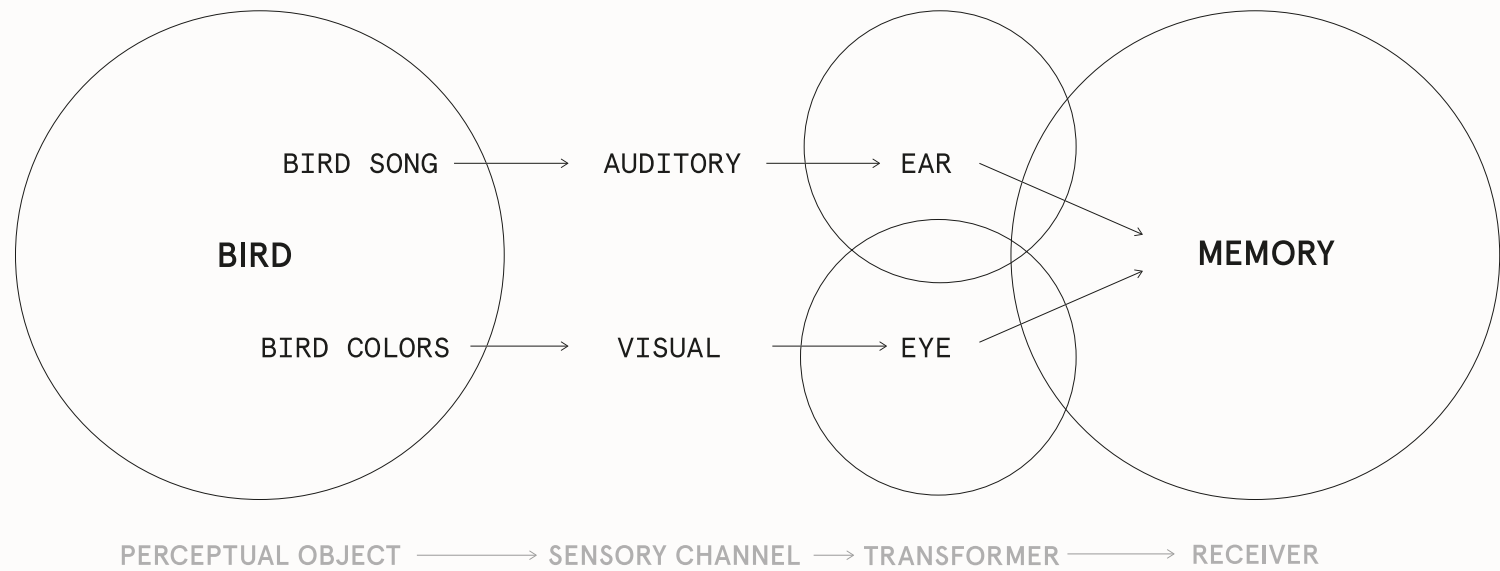 BIRD SONG
AUDITORY
EAR
BIRD
MEMORY
BIRD COLORS
VISUAL
EYE
PERCEPTUAL OBJECT
SENSORY CHANNEL
TRANSFORMER
RECEIVER